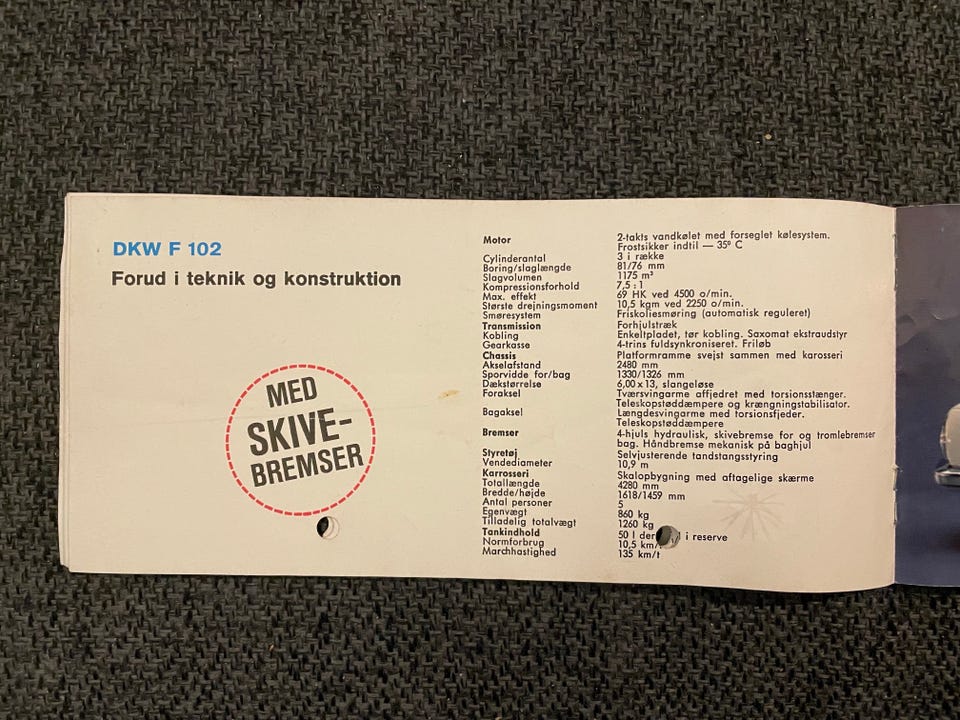 DKW F 102
Forud i teknik og konstruktion
MED
SKIVE-
BREMSER
Motor 2-takts vandkølet med forseglet kølesystem.
Frostsikker indtil — 35⁰ C
Cylinderantal 3 i række
Boring/slaglængde 81/76 mm
Slagvolumen 1175 m³
Kompressionsforhold 7,5 : 1
Max. effekt 69 HK ved 4500 o/min.
Største drejningsmoment 10,5 kgm ved 2250 o/min.
Smøresystem Friskoliesmøring (automatisk reguleret)
Transmission Forhjulstræk
Kobling Enkeltpladet, tør kobling. Saxomat ekstraudstyr
Gearkasse 4-trins fuldsynkroniseret. Friløb
Chassis Platformramme svejst sammen med karosseri
Akselafstand 2480 mm
Sporvidde for/bag 1330/1326 mm
Dækstørrelse 6,00 x 13, slangeløse
Foraksel Tværsvingarme affjedret med torsionsstænger.
Teleskopstøddæmpere og krængningstabilisator.
Bagaksel Længdesvingarme med torsionsfjeder.
Teleskopstøddæmpere
Bremser 4-hjuls hydraulisk, skivebremse for og tromlebremser
bag. Håndbremse mekanisk på baghjul
Styretøj Selvjusterende tandstangsstyring
Vendediameter 10,9 m
Karrosseri Skalopbygning med aftagelige skærme
Totallængde 4280 mm
Bredde/højde 1618/1459 mm
Antal personer 5
Egenvægt 860 kg
Tilladelig totalvægt 1260 kg
Tankindhold 50 l i reserve
Normforbrug 10,5 km/
Marchhastighed 135 km/t